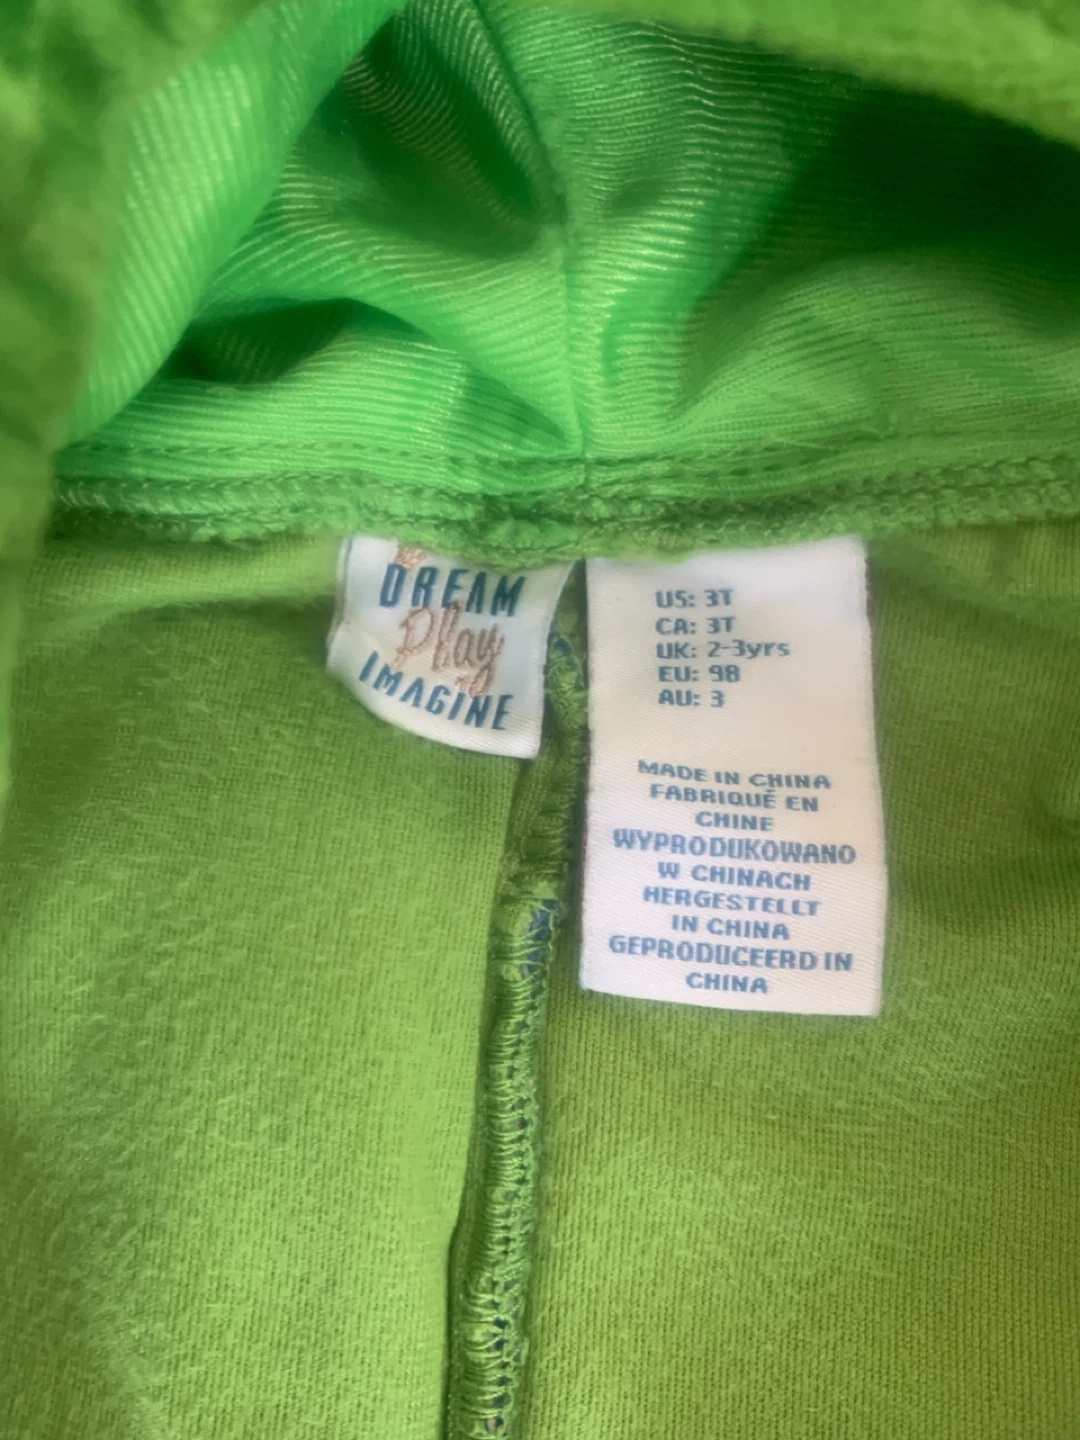 DREAM
Play
IMAGINE
US: 3T
CA: 3T
UK: 2-3yrs
EU: 98
AU: 3
MADE IN CHINA
FABRIQUÉ EN
CHINE
WYPRODUKOWANO
W CHINACH
HERGESTELLT
IN CHINA
GEPRODUCEERD IN
CHINA